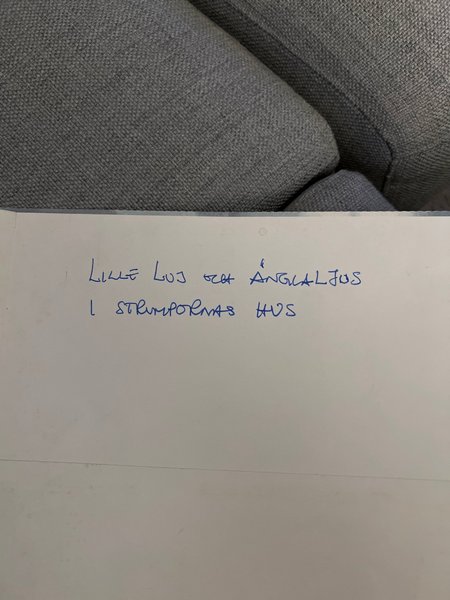 LILLE LUJ OCH ÄNGLALJUS
I STRUMPORNAS HUS